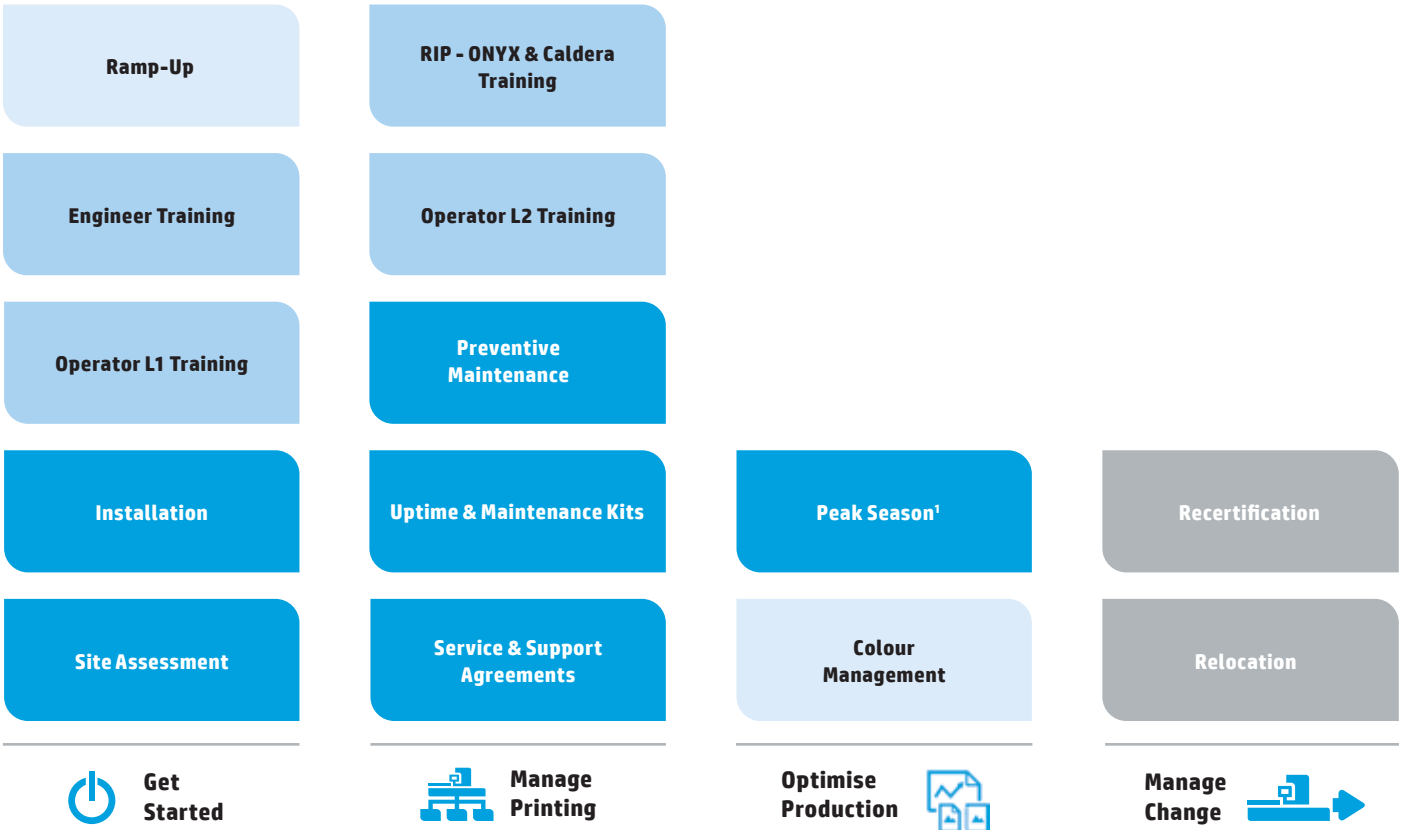 Ramp-Up
RIP - ONYX & Caldera
Training
Engineer Training
Operator L2 Training
Operator L1 Training
Preventive
Maintenance
Installation
Uptime & Maintenance Kits
Peak Season¹
Recertification
Site Assessment
Service & Support
Agreements
Colour
Management
Relocation
Get
Started
Manage
Printing
Optimise
Production
Manage
Change